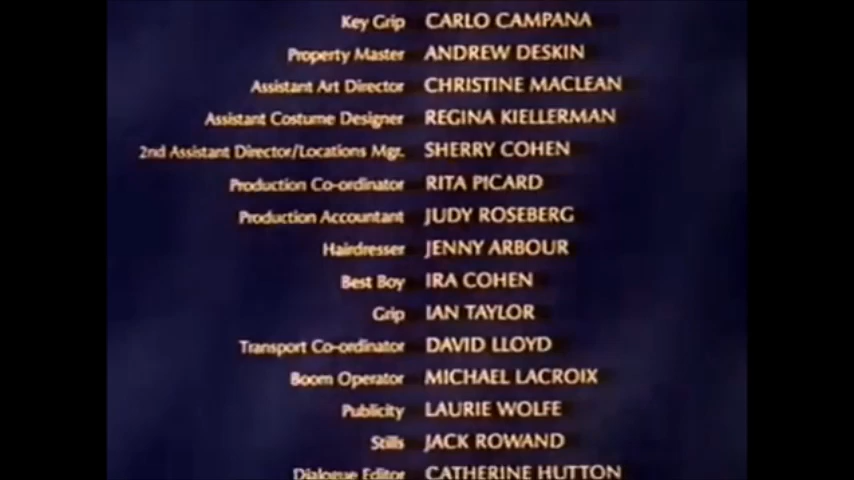 Key Grip CARLO CAMPANA
Property Master ANDREW DESKIN
Assistant Art Director CHRISTINE MACLEAN
Assistant Costume Designer REGINA KIELLERMAN
2nd Assistant Director/Locations Mgr. SHERRY COHEN
Production Co-ordinator RITA PICARD
Production Accountant JUDY ROSEBERG
Hairdresser JENNY ARBOUR
Best Boy IRA COHEN
Grip IAN TAYLOR
Transport Co-ordinator DAVID LLOYD
Boom Operator MICHAEL LACROIX
Publicity LAURIE WOLFE
Stills JACK ROWAND
Dialogue Editor CATHERINE HUTTON